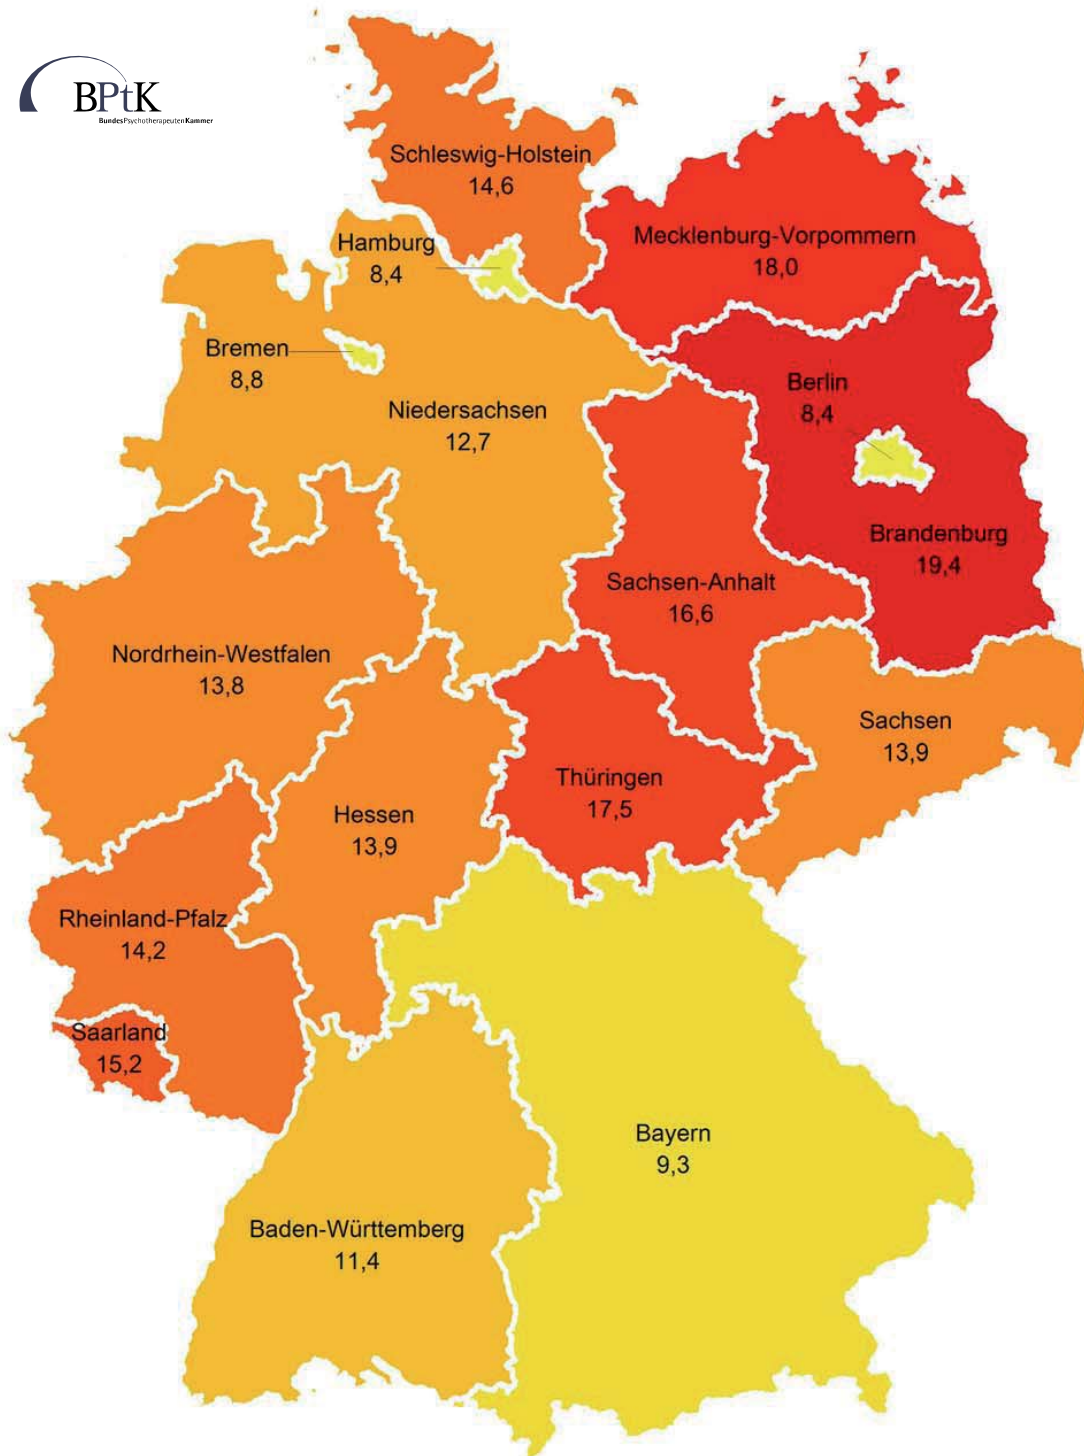 BPtK
BundesPsychotherapeutenKammer
Schleswig-Holstein
14,6
Hamburg
8,4
Mecklenburg-Vorpommern
18,0
Bremen
8,8
Berlin
8,4
Niedersachsen
12,7
Brandenburg
19,4
Sachsen-Anhalt
16,6
Nordrhein-Westfalen
13,8
Sachsen
13,9
Thüringen
17,5
Hessen
13,9
Rheinland-Pfalz
14,2
Saarland
15,2
Bayern
9,3
Baden-Württemberg
11,4